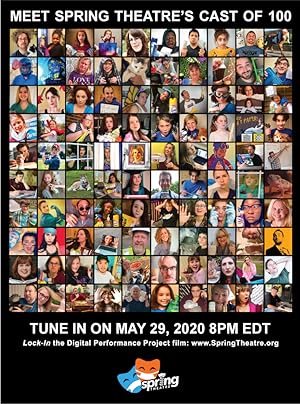 MEET SPRING THEATRE'S CAST OF 100
TUNE IN ON MAY 29, 2020 8PM EDT
Lock-In the Digital Performance Project film: www.SpringTheatre.org
spring
THEATRE